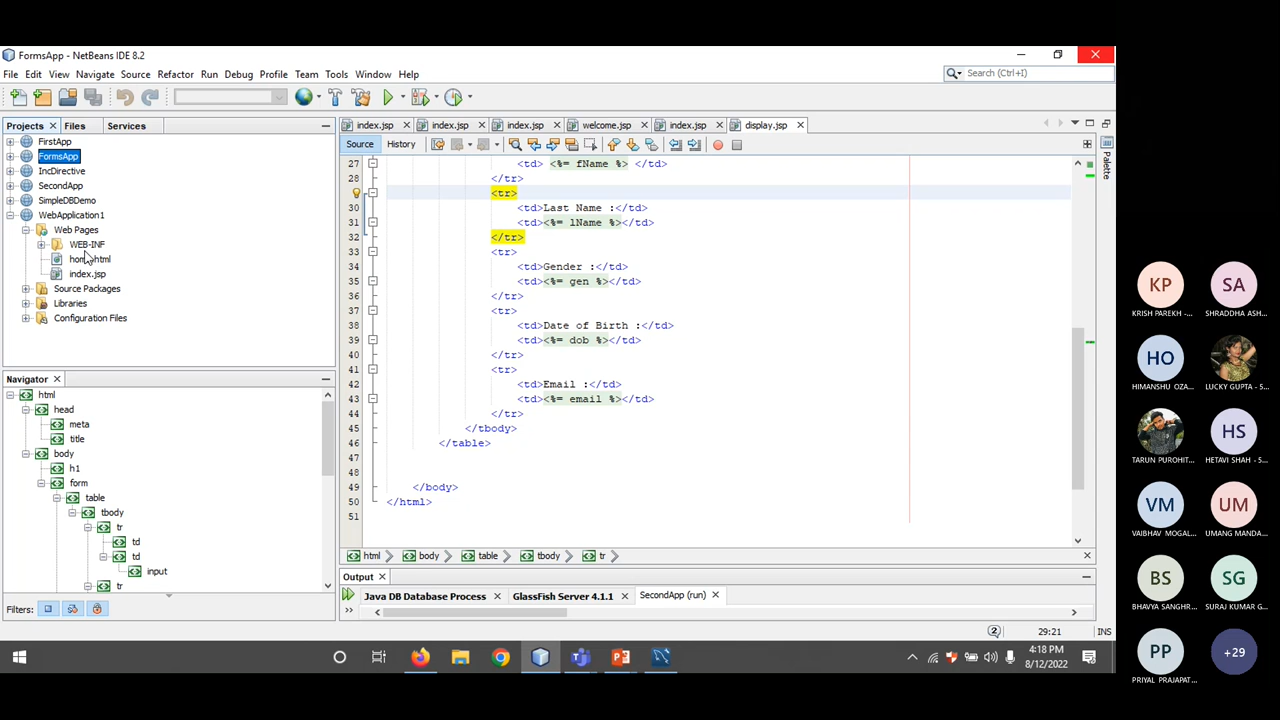 FormsApp - NetBeans IDE 8.2
File Edit View Navigate Source Refactor Run Debug Profile Team Tools Window Help
Search (Ctrl+I)
Projects Files Services
FirstApp
FormsApp
IncDirective
SecondApp
SimpleDBDemo
WebApplication1
Web Pages
WEB-INF
home.html
index.jsp
Source Packages
Libraries
Configuration Files
Navigator
html
head
meta
title
body
h1
form
table
tbody
tr
td
td
input
tr
Filters:
index.jsp index.jsp index.jsp welcome.jsp index.jsp display.jsp
Source History
Palette
27 <td> <%= fName %> </td>
28 </tr>
29 <tr>
30 <td>Last Name :</td>
31 <td><%= lName %></td>
32 </tr>
33 <tr>
34 <td>Gender :</td>
35 <td><%= gen %></td>
36 </tr>
37 <tr>
38 <td>Date of Birth :</td>
39 <td><%= dob %></td>
40 </tr>
41 <tr>
42 <td>Email :</td>
43 <td><%= email %></td>
44 </tr>
45 </tbody>
46 </table>
47
48
49 </body>
50 </html>
51
html body table tbody tr
Output
Java DB Database Process GlassFish Server 4.1.1 SecondApp (run)
2 29:21 INS
4:18 PM
8/12/2022
KP SA
KRISH PAREKH -... SHRADDHA ASH...
HO
HIMANSHU OZA... LUCKY GUPTA - S...
HS
TARUN PUROHIT... HETAVI SHAH - S...
VM UM
VAIBHAV MOGAL... UMANG MANDA...
BS SG
BHAVYA SANGHR... SURAJ KUMAR G...
PP +29
PRIYAL PRAJAPAT...